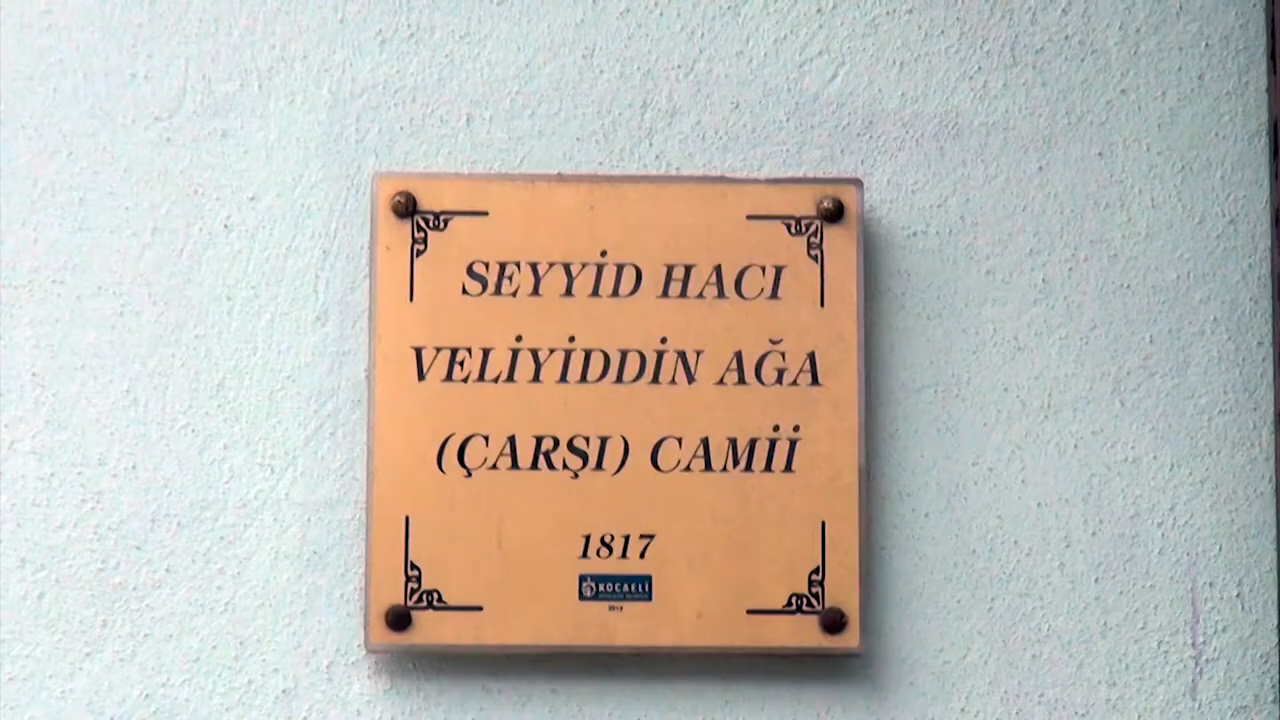 SEYYİD HACI
VELİYİDDİN AĞA
(ÇARŞI) CAMİİ
1817
KOCAELİ